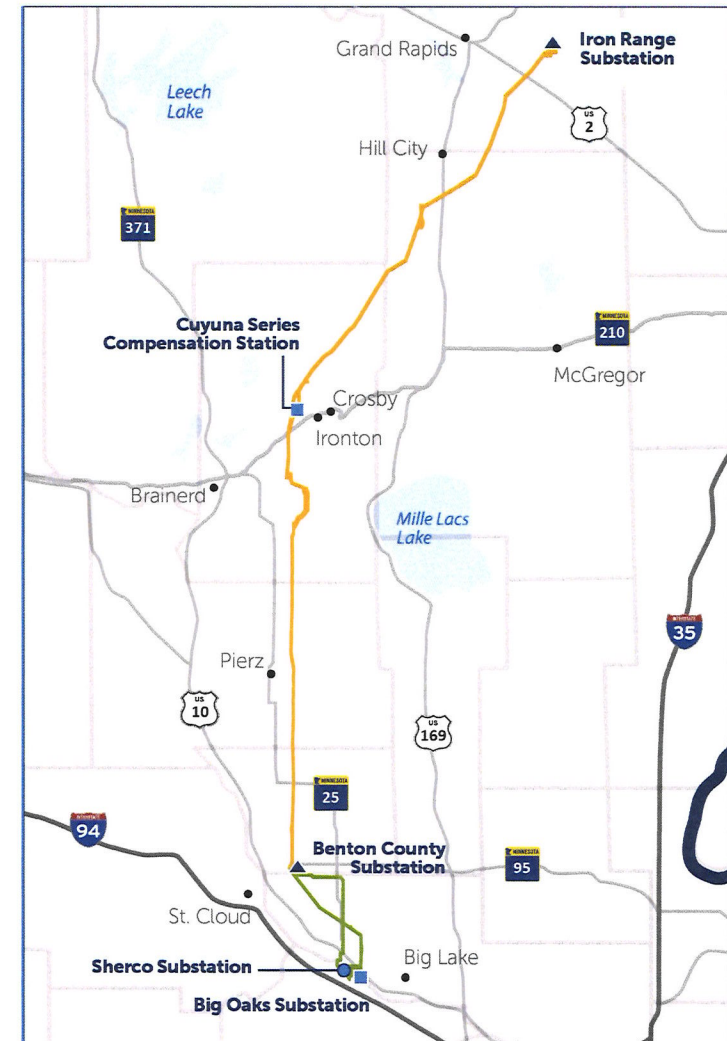 Grand Rapids
Iron Range
Substation
Leech
Lake
US
2
Hill City
MINNESOTA
371
Cuyuna Series
Compensation Station
MINNESOTA
210
McGregor
Crosby
Ironton
Brainerd
Mille Lacs
Lake
INTERSTATE
35
Pierz
US
10
US
169
MINNESOTA
25
INTERSTATE
94
Benton County
Substation
MINNESOTA
95
St. Cloud
Sherco Substation
Big Lake
Big Oaks Substation